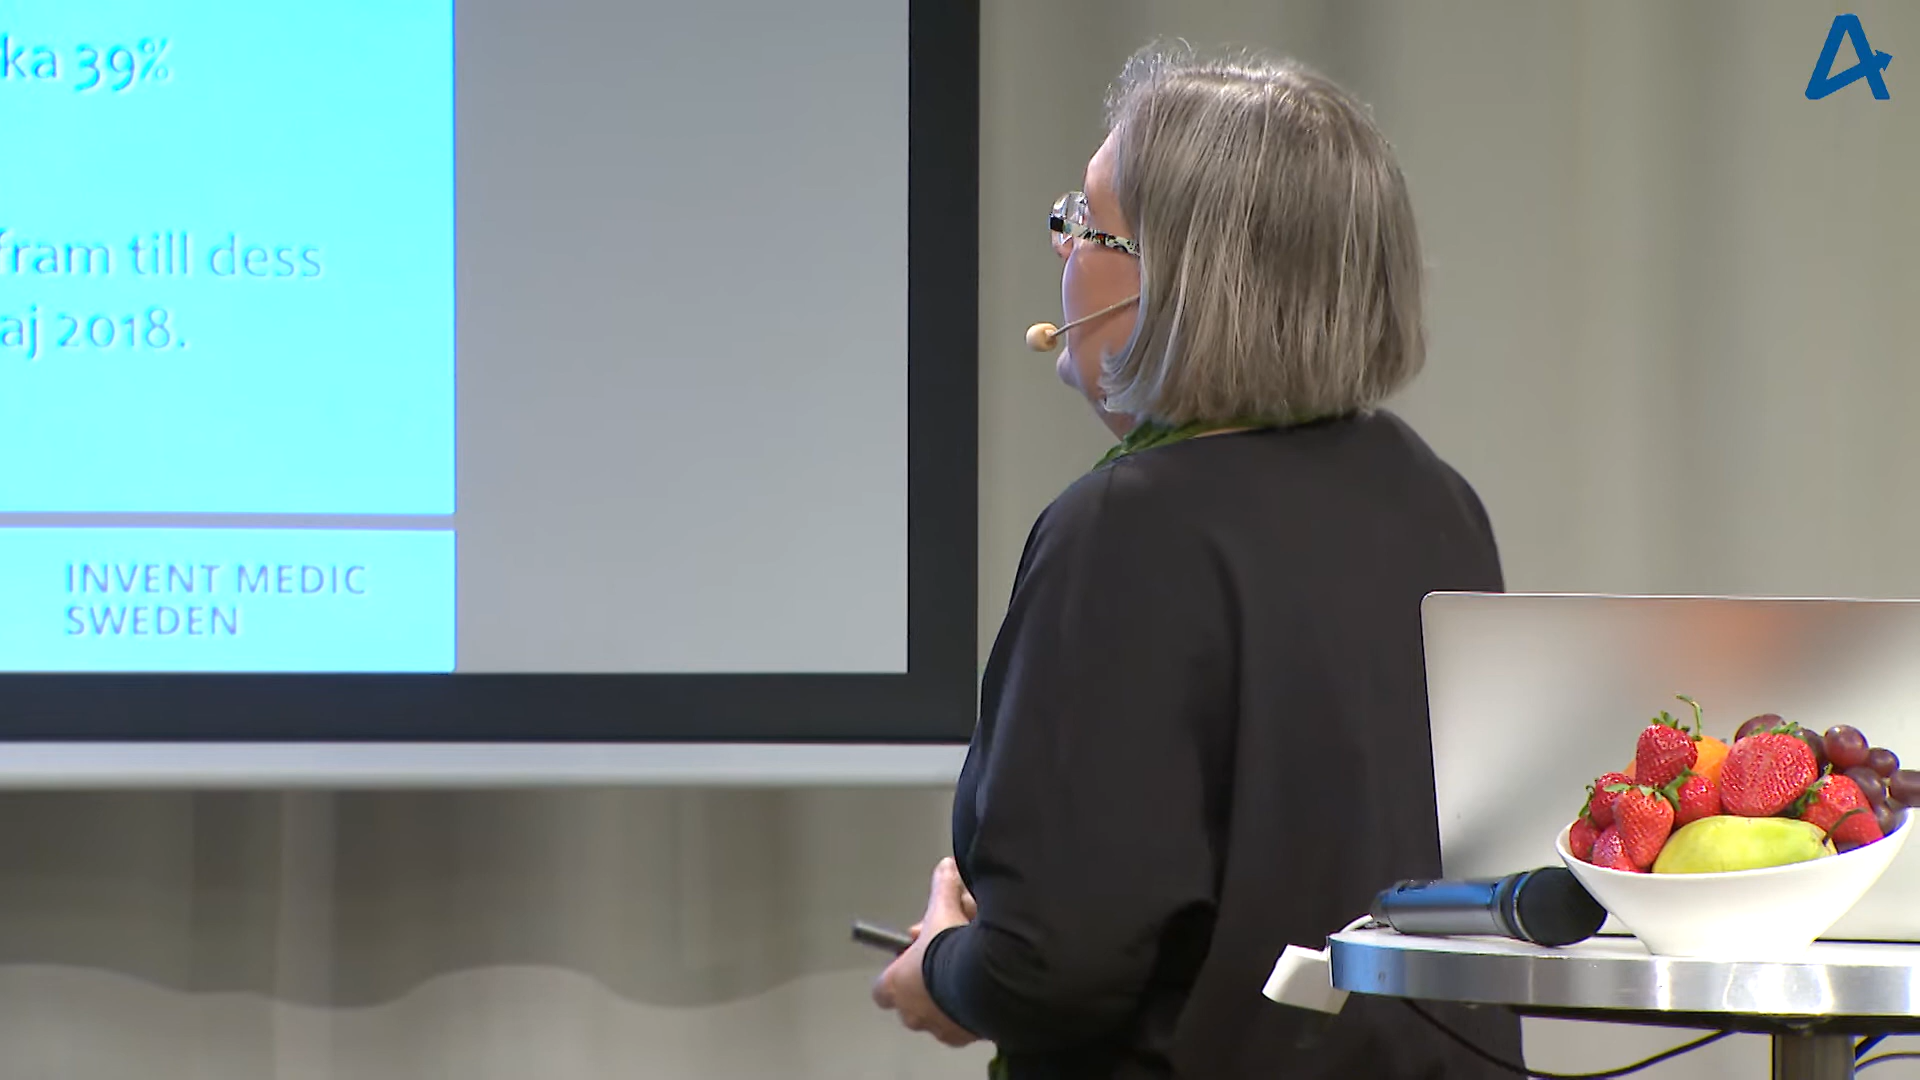 ka 39%
fram till dess
aj 2018.
INVENT MEDIC
SWEDEN